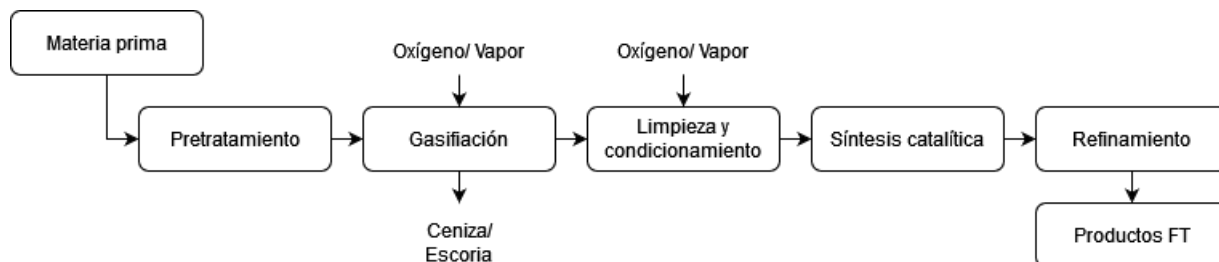 Materia prima
Oxígeno/ Vapor
Oxígeno/ Vapor
Pretratamiento
Gasifiación
Limpieza y
condicionamiento
Síntesis catalítica
Refinamiento
Ceniza/
Escoria
Productos FT